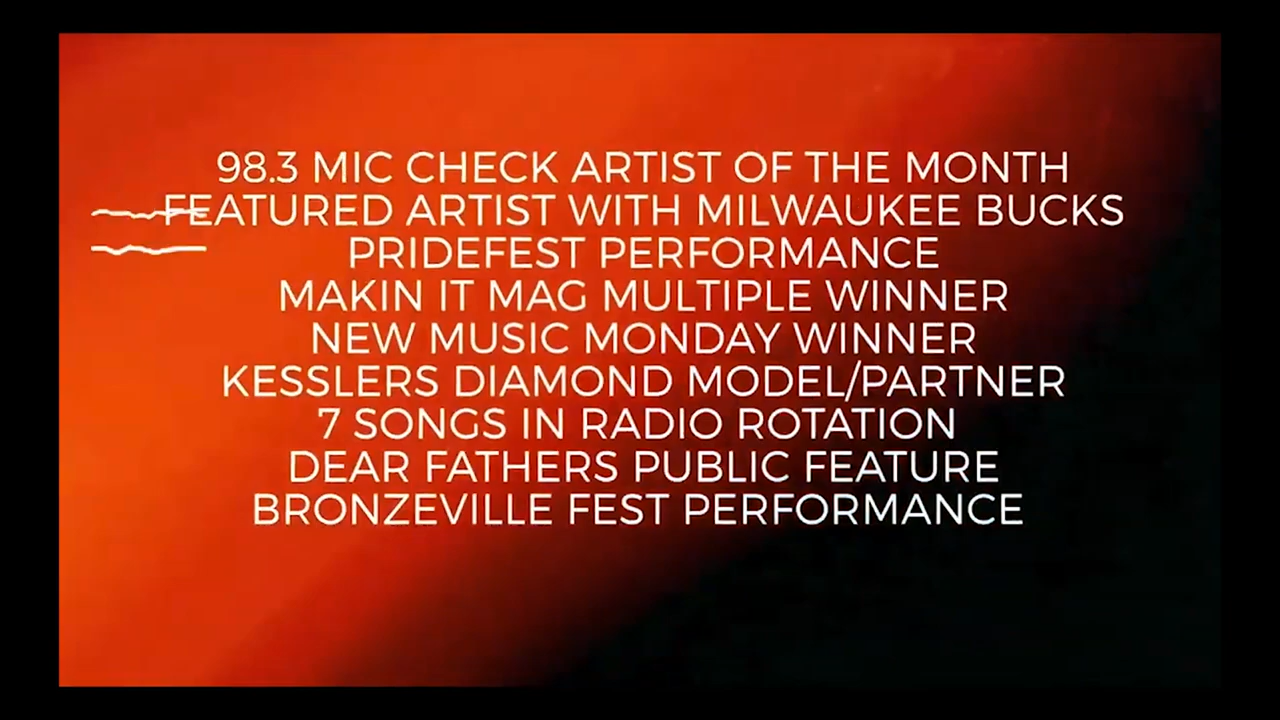 98.3 MIC CHECK ARTIST OF THE MONTH
FEATURED ARTIST WITH MILWAUKEE BUCKS
PRIDEFEST PERFORMANCE
MAKIN IT MAG MULTIPLE WINNER
NEW MUSIC MONDAY WINNER
KESSLERS DIAMOND MODEL/PARTNER
7 SONGS IN RADIO ROTATION
DEAR FATHERS PUBLIC FEATURE
BRONZEVILLE FEST PERFORMANCE